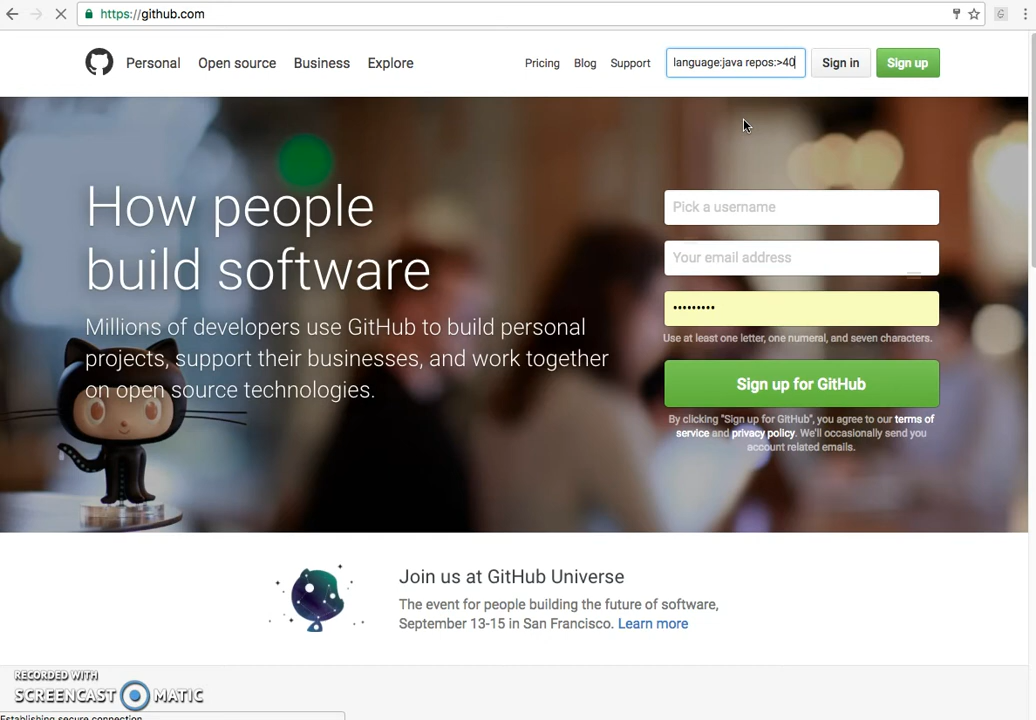 https://github.com
Personal Open source Business Explore Pricing Blog Support language:java repos:>40 Sign in Sign up
How people
build software
Millions of developers use GitHub to build personal
projects, support their businesses, and work together
on open source technologies.
Pick a username
Your email address
•••••••••
Use at least one letter, one numeral, and seven characters.
Sign up for GitHub
By clicking "Sign up for GitHub", you agree to our terms of
service and privacy policy. We'll occasionally send you
account related emails.
Join us at GitHub Universe
The event for people building the future of software,
September 13-15 in San Francisco. Learn more
RECORDED WITH
SCREENCAST MATIC
Establishing secure connection